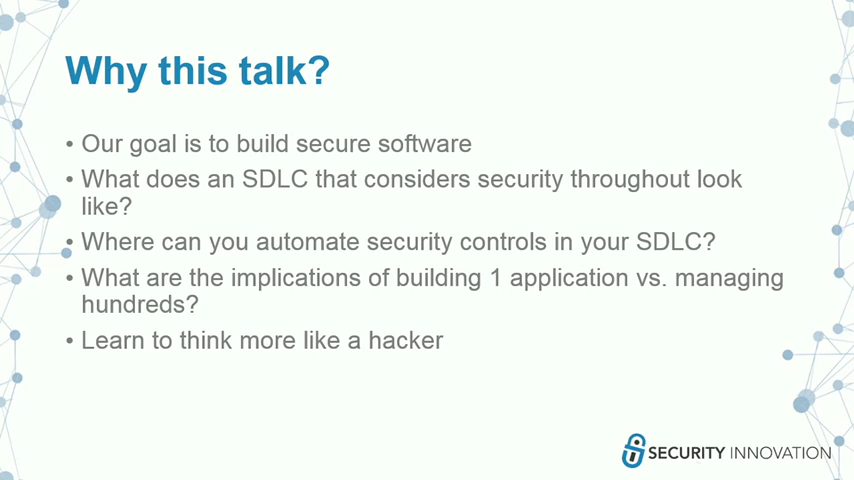 Why this talk?
• Our goal is to build secure software
• What does an SDLC that considers security throughout look
like?
• Where can you automate security controls in your SDLC?
• What are the implications of building 1 application vs. managing
hundreds?
• Learn to think more like a hacker
SECURITY INNOVATION